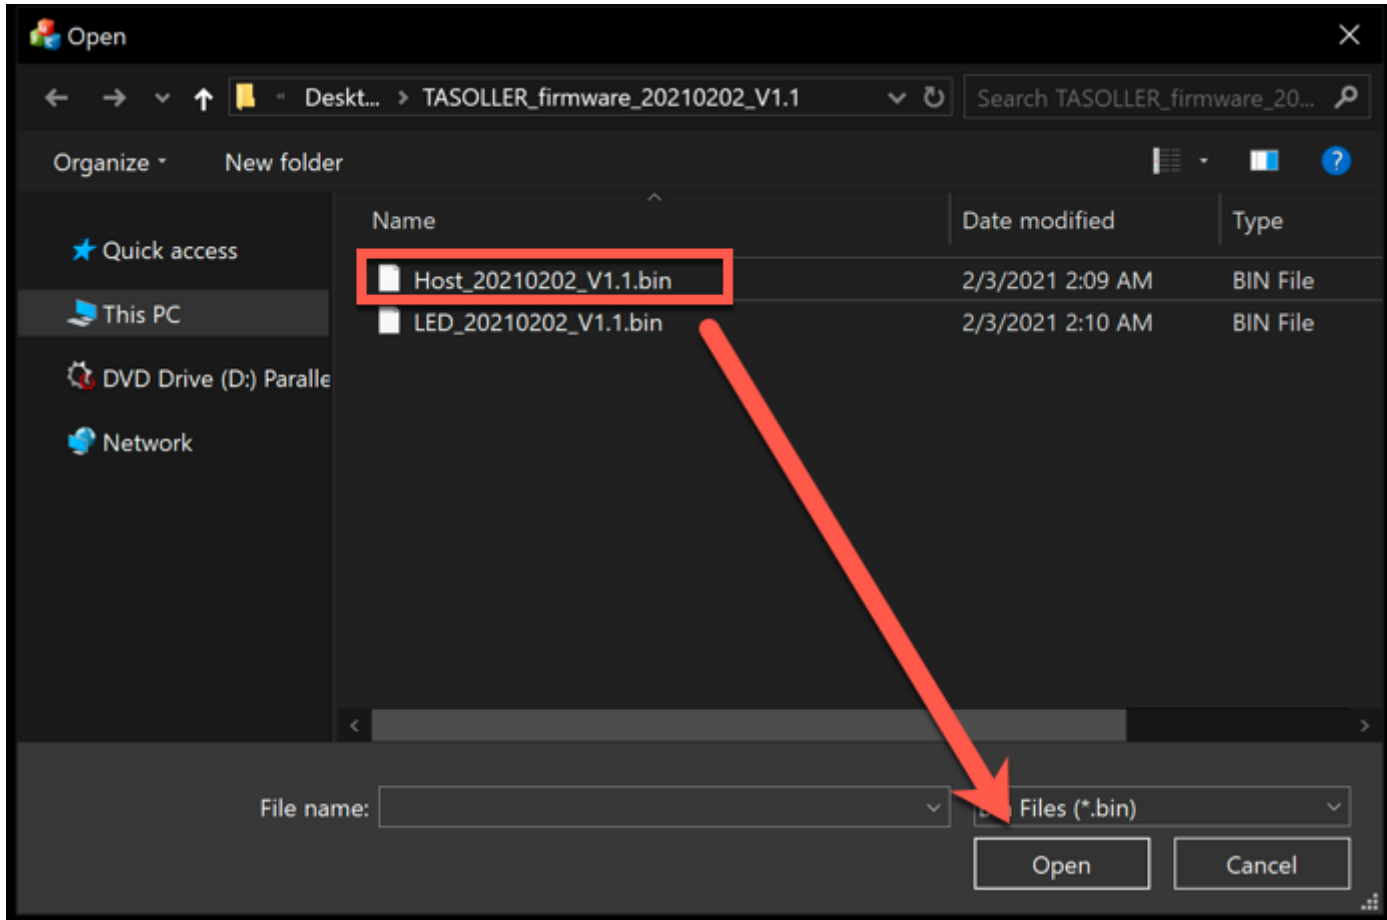 Open
Deskt... > TASOLLER_firmware_20210202_V1.1
Search TASOLLER_firmware_20...
Organize
New folder
Name
Date modified
Type
Quick access
This PC
DVD Drive (D:) Paralle
Network
Host_20210202_V1.1.bin 2/3/2021 2:09 AM BIN File
LED_20210202_V1.1.bin 2/3/2021 2:10 AM BIN File
File name:
Files (*.bin)
Open
Cancel